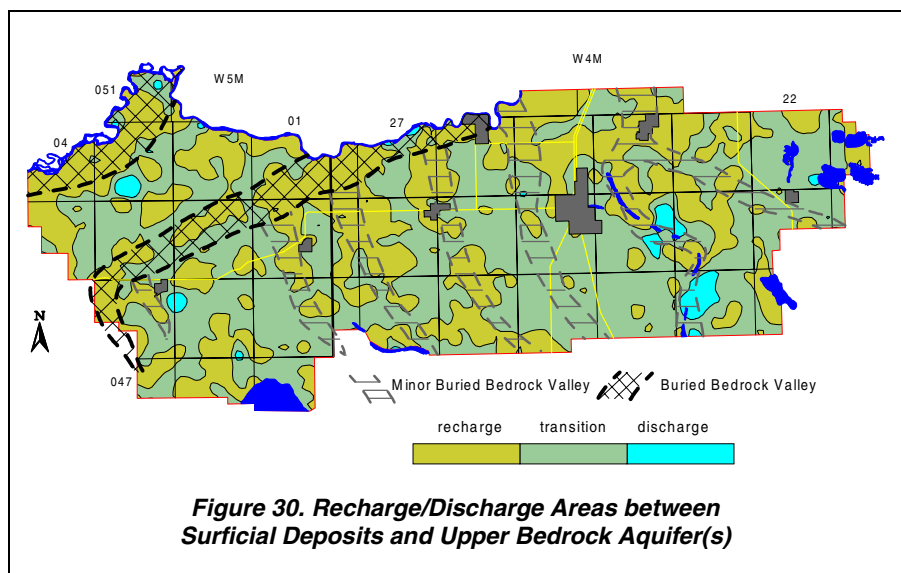 W5M
W4M
051
01
27
22
04
N
047
Minor Buried Bedrock Valley
Buried Bedrock Valley
recharge transition discharge
Figure 30. Recharge/Discharge Areas between
Surficial Deposits and Upper Bedrock Aquifer(s)